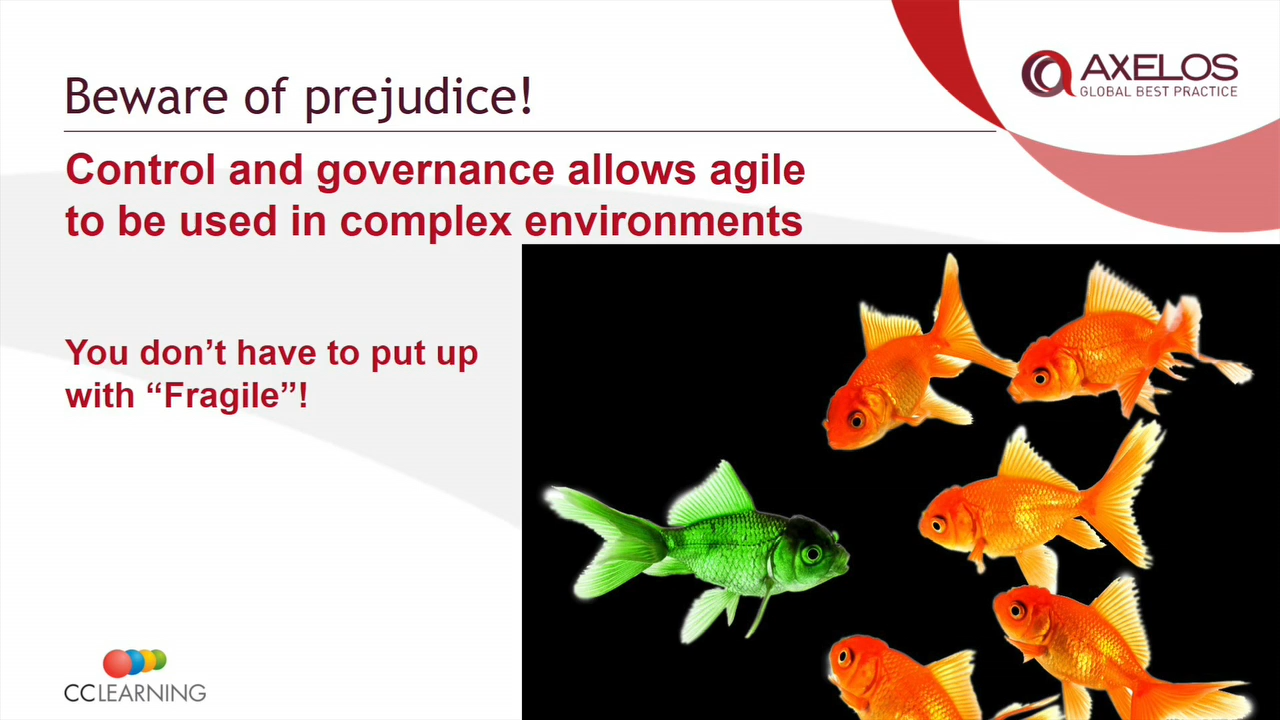 Beware of prejudice!
AXELOS
GLOBAL BEST PRACTICE
Control and governance allows agile
to be used in complex environments
You don’t have to put up
with “Fragile”!
CCLEARNING